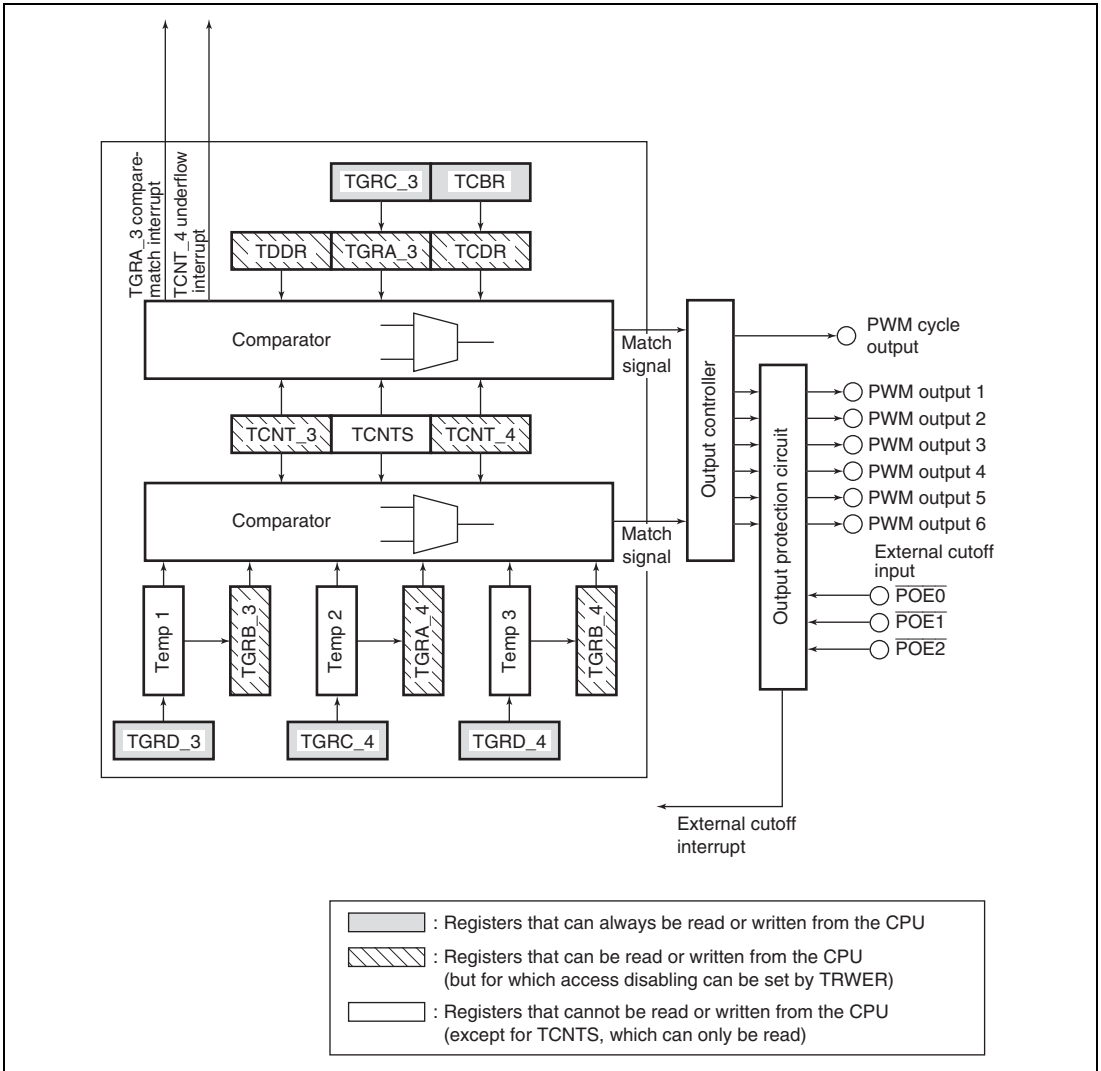 TGRA_3 compare-
match interrupt
TCNT_4 underflow
interrupt
TGRC_3 TCBR
TDDR TGRA_3 TCDR
Comparator
Match
signal
TCNT_3 TCNTS TCNT_4
Comparator
Match
signal
Temp 1 TGRB_3 Temp 2 TGRA_4 Temp 3 TGRB_4
TGRD_3 TGRC_4 TGRD_4
Output controller
Output protection circuit
PWM cycle
output
PWM output 1
PWM output 2
PWM output 3
PWM output 4
PWM output 5
PWM output 6
External cutoff
input
P̅O̅E̅0̅
P̅O̅E̅1̅
P̅O̅E̅2̅
External cutoff
interrupt
: Registers that can always be read or written from the CPU
: Registers that can be read or written from the CPU
(but for which access disabling can be set by TRWER)
: Registers that cannot be read or written from the CPU
(except for TCNTS, which can only be read)